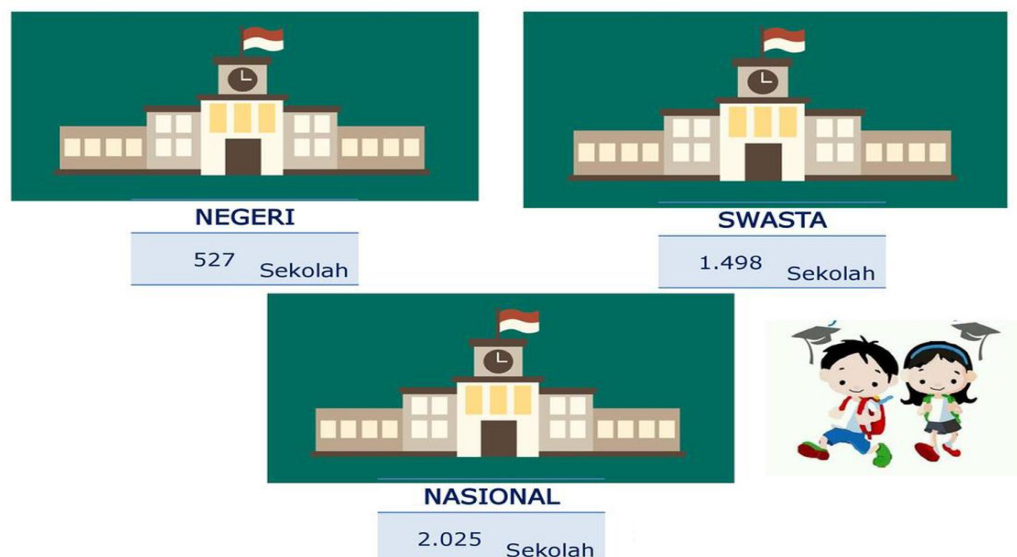 NEGERI
527 Sekolah
SWASTA
1.498 Sekolah
NASIONAL
2.025 Sekolah